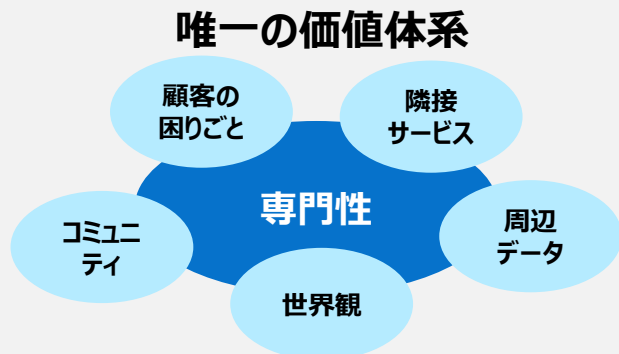 唯一の価値体系
顧客の
困りごと
隣接
サービス
専門性
コミュニ
ティ
周辺
データ
世界観